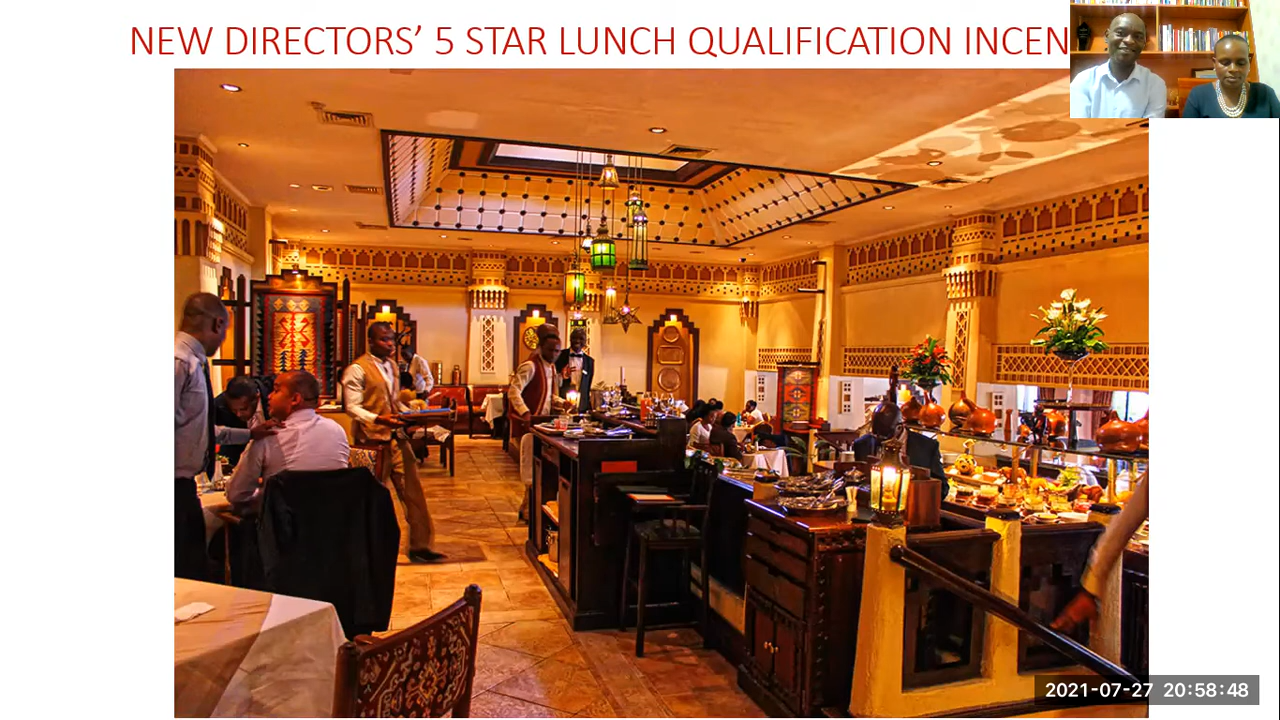 NEW DIRECTORS’ 5 STAR LUNCH QUALIFICATION INCEN
2021-07-27 20:58:48